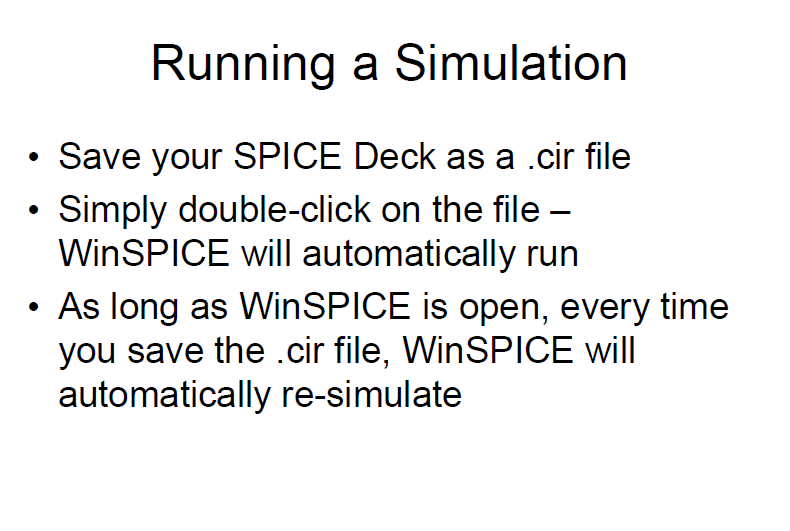 Running a Simulation
• Save your SPICE Deck as a .cir file
• Simply double-click on the file –
WinSPICE will automatically run
• As long as WinSPICE is open, every time
you save the .cir file, WinSPICE will
automatically re-simulate